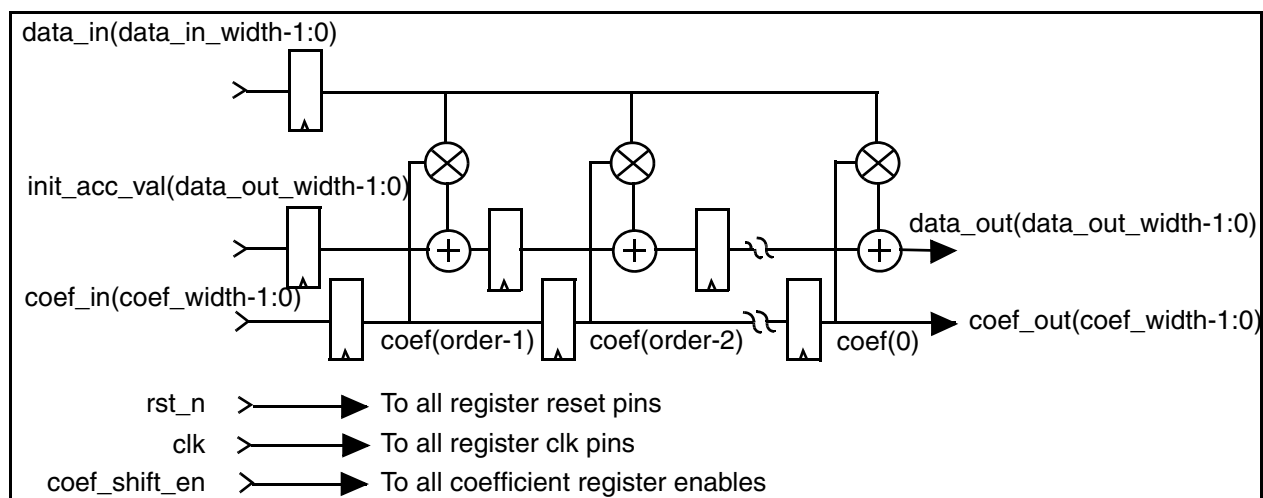 data_in(data_in_width-1:0)
init_acc_val(data_out_width-1:0)
data_out(data_out_width-1:0)
coef_in(coef_width-1:0)
coef_out(coef_width-1:0)
coef(order-1)
coef(order-2)
coef(0)
rst_n To all register reset pins
clk To all register clk pins
coef_shift_en To all coefficient register enables